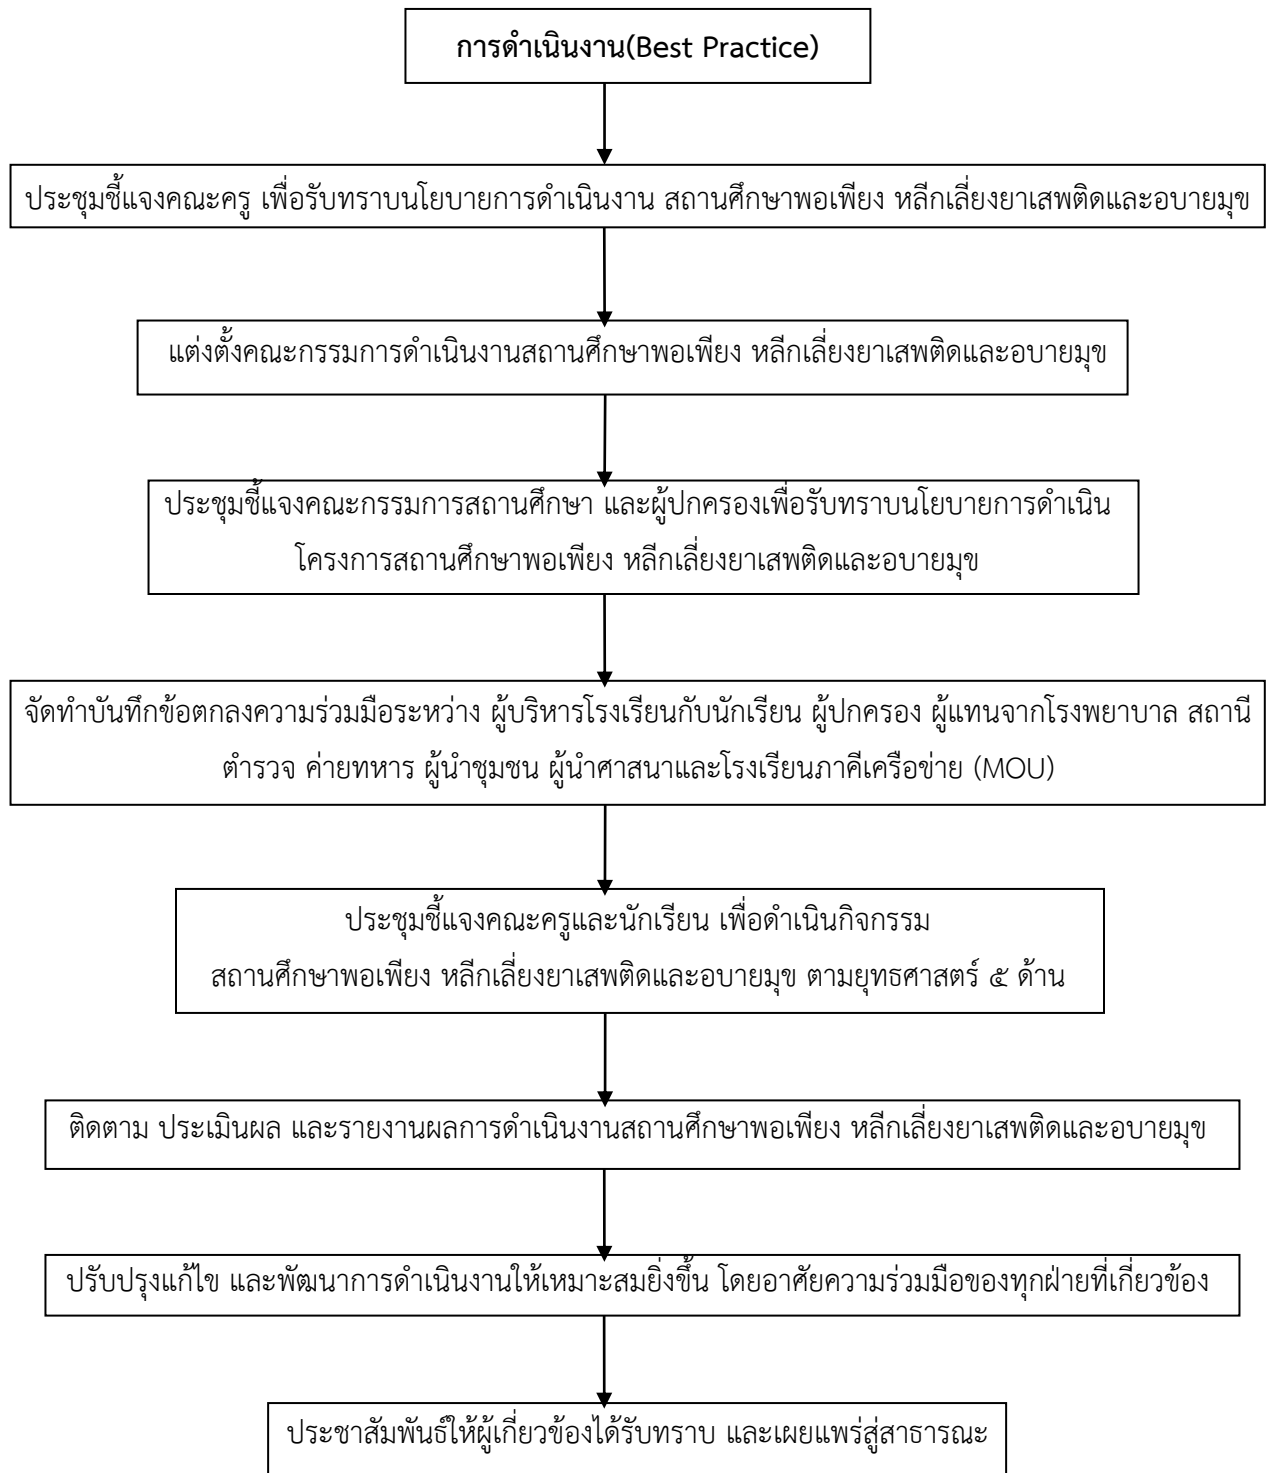 การดำเนินงาน(Best Practice)
ประชุมชี้แจงคณะครู เพื่อรับทราบนโยบายการดำเนินงาน สถานศึกษาพอเพียง หลีกเลี่ยงยาเสพติดและอบายมุข
แต่งตั้งคณะกรรมการดำเนินงานสถานศึกษาพอเพียง หลีกเลี่ยงยาเสพติดและอบายมุข
ประชุมชี้แจงคณะกรรมการสถานศึกษา และผู้ปกครองเพื่อรับทราบนโยบายการดำเนิน
โครงการสถานศึกษาพอเพียง หลีกเลี่ยงยาเสพติดและอบายมุข
จัดทำบันทึกข้อตกลงความร่วมมือระหว่าง ผู้บริหารโรงเรียนกับนักเรียน ผู้ปกครอง ผู้แทนจากโรงพยาบาล สถานี
ตำรวจ ค่ายทหาร ผู้นำชุมชน ผู้นำศาสนาและโรงเรียนภาคีเครือข่าย (MOU)
ประชุมชี้แจงคณะครูและนักเรียน เพื่อดำเนินกิจกรรม
สถานศึกษาพอเพียง หลีกเลี่ยงยาเสพติดและอบายมุข ตามยุทธศาสตร์ ๕ ด้าน
ติดตาม ประเมินผล และรายงานผลการดำเนินงานสถานศึกษาพอเพียง หลีกเลี่ยงยาเสพติดและอบายมุข
ปรับปรุงแก้ไข และพัฒนาการดำเนินงานให้เหมาะสมยิ่งขึ้น โดยอาศัยความร่วมมือของทุกฝ่ายที่เกี่ยวข้อง
ประชาสัมพันธ์ให้ผู้เกี่ยวข้องได้รับทราบ และเผยแพร่สู่สาธารณะ